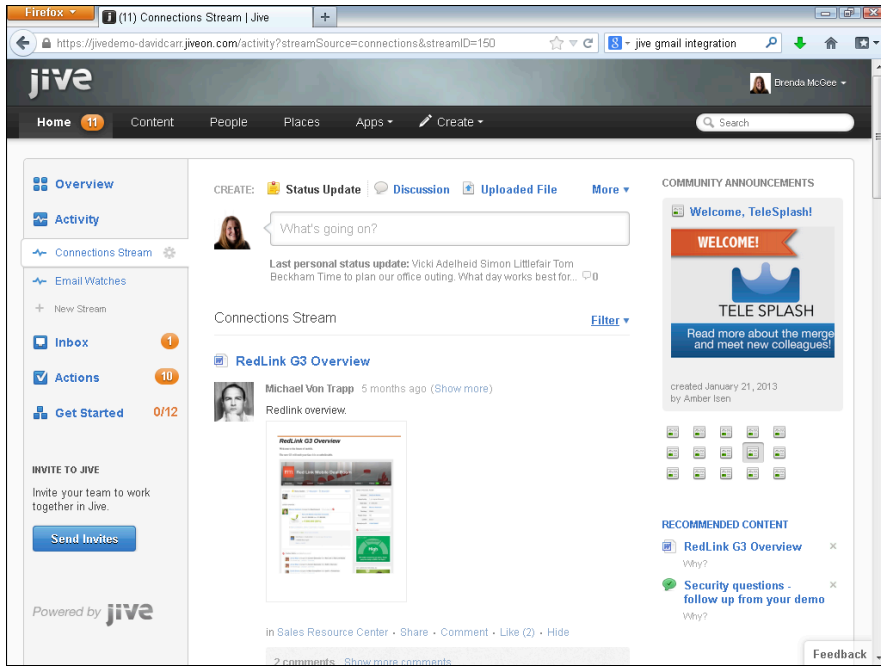 Firefox
(11) Connections Stream | Jive
https://jivedemo-davidcarr.jiveon.com/activity?streamSource=connections&streamID=150
jive gmail integration
jive
Brenda McGee
Home 11 Content People Places Apps Create
Search
Overview
Activity
Connections Stream
Email Watches
New Stream
Inbox 1
Actions 10
Get Started 0/12
INVITE TO JIVE
Invite your team to work
together in Jive.
Send Invites
Powered by jive
CREATE: Status Update Discussion Uploaded File More
What's going on?
Last personal status update: Vicki Adelheid Simon Littlefair Tom
Beckham Time to plan our office outing. What day works best for... 0
Connections Stream Filter
RedLink G3 Overview
Michael Von Trapp 5 months ago (Show more)
Redlink overview.
RedLink G3 Overview
in Sales Resource Center • Share • Comment • Like (2) • Hide
2 comments Show more comments
COMMUNITY ANNOUNCEMENTS
Welcome, TeleSplash!
WELCOME!
TELE SPLASH
Read more about the merge
and meet new colleagues!
created January 21, 2013
by Amber Isen
RECOMMENDED CONTENT
RedLink G3 Overview
Why?
Security questions -
follow up from your demo
Why?
Feedback